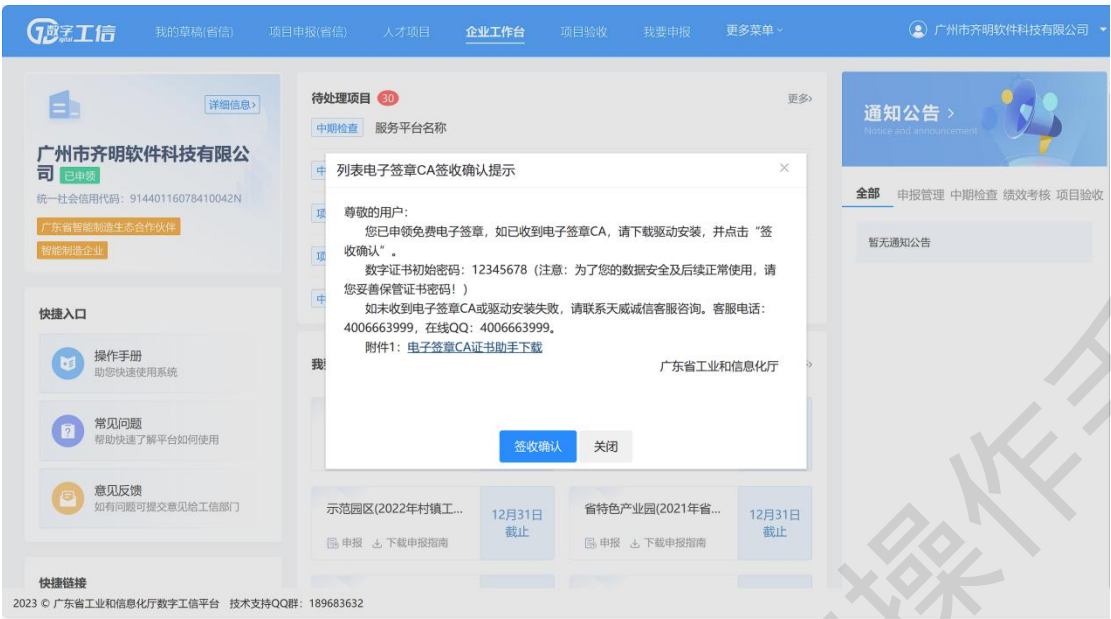 数字工信
Digital
我的草稿(省信)
项目申报(省信)
人才项目
企业工作台
项目验收
我要申报
更多菜单
广州市齐明软件科技有限公司
详细信息>
广州市齐明软件科技有限公
司 已申领
统一社会信用代码：91440116078410042N
广东省智能制造生态合作伙伴
智能制造企业
快捷入口
操作手册
助您快速使用系统
常见问题
帮助快速了解平台如何使用
意见反馈
如有问题可提交意见给工信部门
快捷链接
待处理项目 30
更多>
中期检查 服务平台名称
列表电子签章CA签收确认提示
尊敬的用户：
您已申领免费电子签章，如已收到电子签章CA，请下载驱动安装，并点击“签
收确认”。
数字证书初始密码：12345678（注意：为了您的数据安全及后续正常使用，请
您妥善保管证书密码！）
如未收到电子签章CA或驱动安装失败，请联系天威诚信客服咨询。客服电话：
4006663999，在线QQ：4006663999。
附件1：电子签章CA证书助手下载
广东省工业和信息化厅
签收确认 关闭
示范园区(2022年村镇工...
申报 下载申报指南
12月31日
截止
省特色产业园(2021年省...
申报 下载申报指南
12月31日
截止
通知公告 >
Notice and announcement
全部 申报管理 中期检查 绩效考核 项目验收
暂无通知公告
2023 © 广东省工业和信息化厅数字工信平台 技术支持QQ群：189683632
操作手